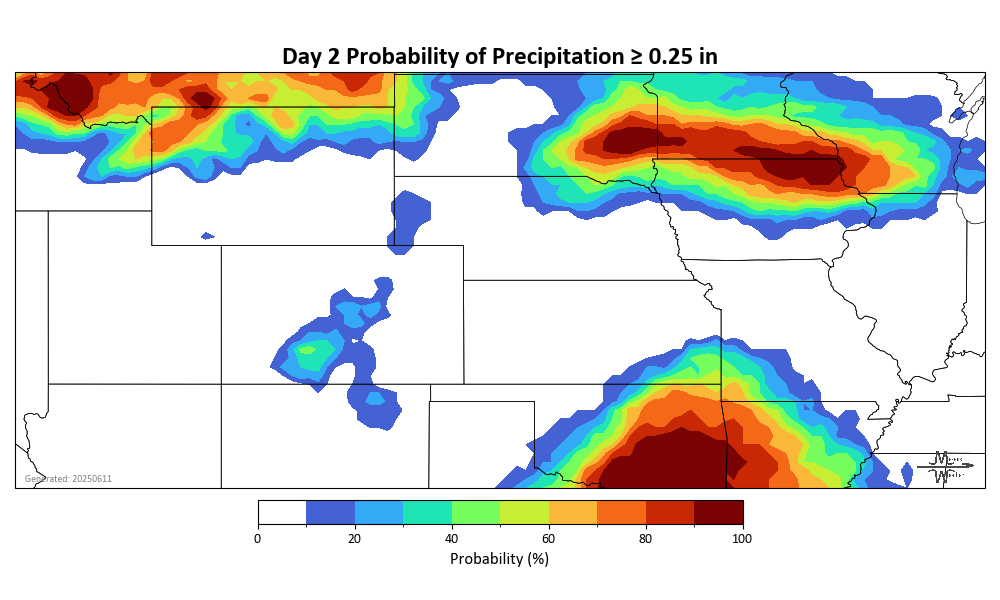 Day 2 Probability of Precipitation ≥ 0.25 in
Generated: 20250611
0 20 40 60 80 100
Probability (%)